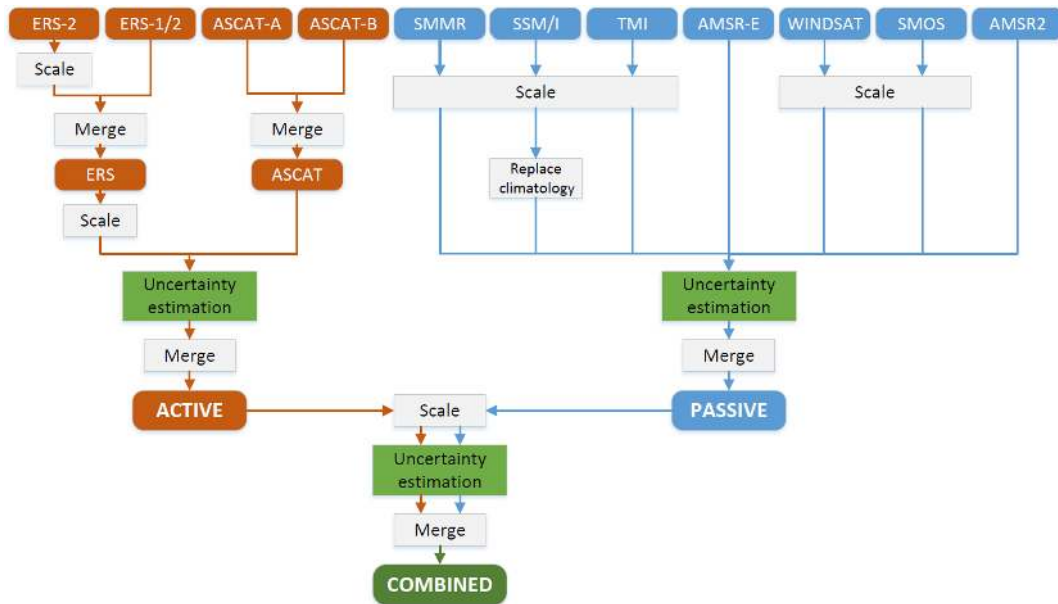 ERS-2
ERS-1/2
ASCAT-A
ASCAT-B
SMMR
SSM/I
TMI
AMSR-E
WINDSAT
SMOS
AMSR2
Scale
Scale
Scale
Merge
Merge
ERS
ASCAT
Replace
climatology
Scale
Uncertainty
estimation
Uncertainty
estimation
Merge
Merge
ACTIVE
Scale
PASSIVE
Uncertainty
estimation
Merge
COMBINED